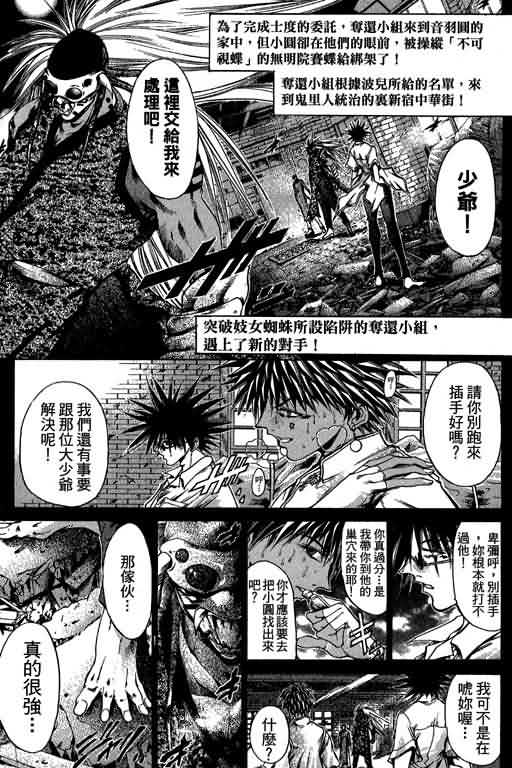 為了完成士度的委託，奪還小組來到音羽圓的
家中，但小圓卻在他們的眼前，被操縱「不可
視蝶」的無明院賽蝶給綁架了！
奪還小組根據波兒所給的名單，來
到鬼里人統治的裏新宿中華街！
少爺！
這裡交給我來
處理吧！
突破妓女蜘蛛所設陷阱的奪還小組，
遇上了新的對手！
請你別跑來
插手好嗎？
我們還有事要
跟那位大少爺
解決呢！
卑彌呼，別插手
，妳根本就打不
過他！
你真過分…是
我帶你到他的
巢穴來的耶！
你才應該要去
把小圓找出來
吧？
那傢伙…
真的很強…
我可不是在
唬妳喔…
什麼？